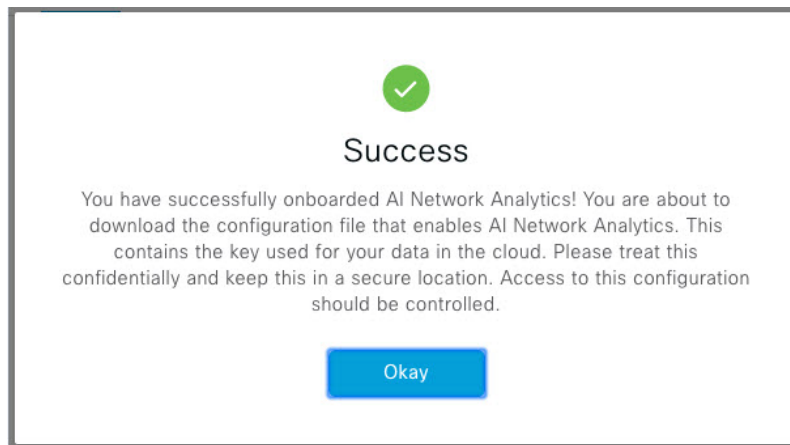 Success
You have successfully onboarded AI Network Analytics! You are about to
download the configuration file that enables AI Network Analytics. This
contains the key used for your data in the cloud. Please treat this
confidentially and keep this in a secure location. Access to this configuration
should be controlled.
Okay